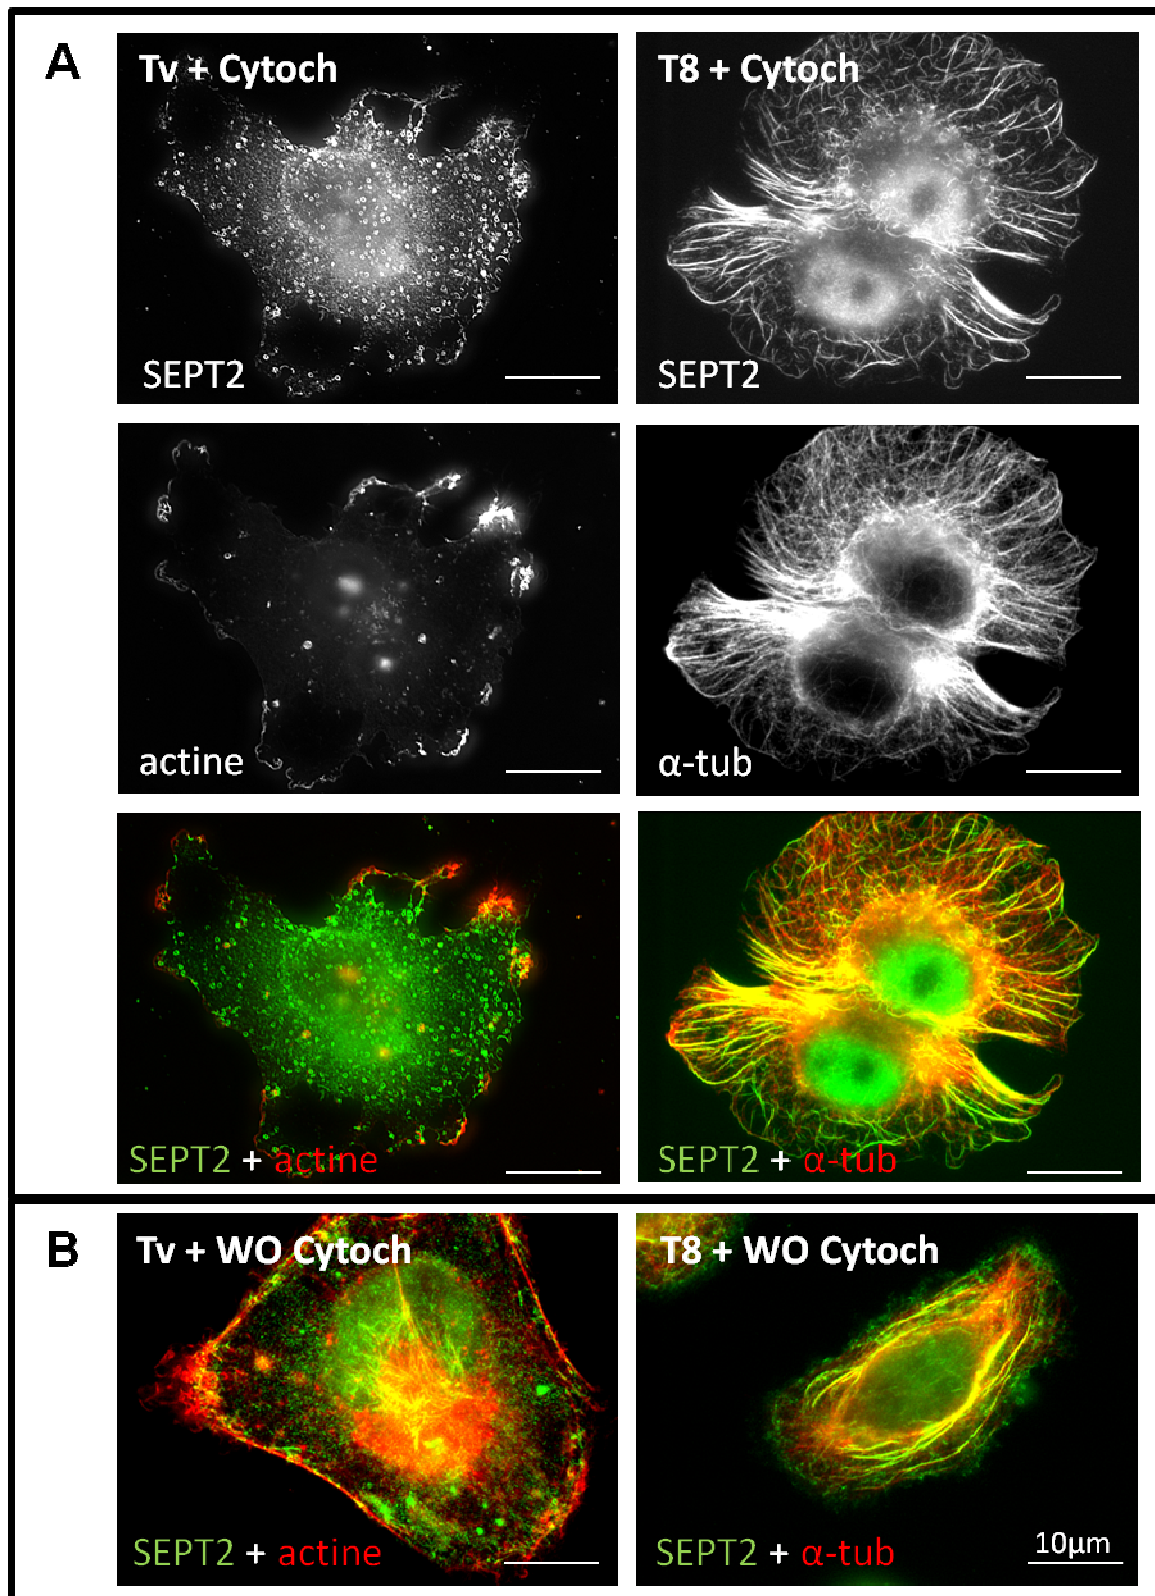 A
Tv + Cytoch
T8 + Cytoch
SEPT2
SEPT2
actine
α-tub
SEPT2 + actine
SEPT2 + α-tub
B
Tv + WO Cytoch
T8 + WO Cytoch
SEPT2 + actine
SEPT2 + α-tub
10µm